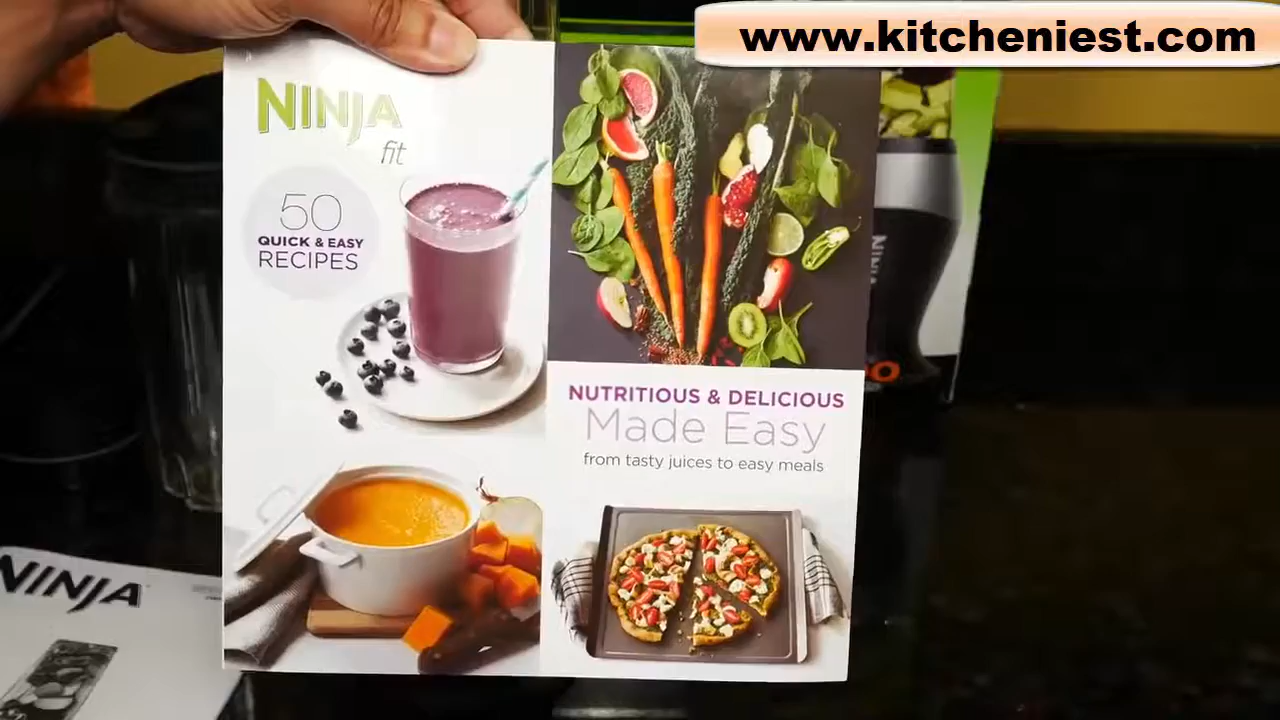 www.kitcheniest.com
NINJA
fit
50
QUICK & EASY
RECIPES
NUTRITIOUS & DELICIOUS
Made Easy
from tasty juices to easy meals
NINJA
NINJA